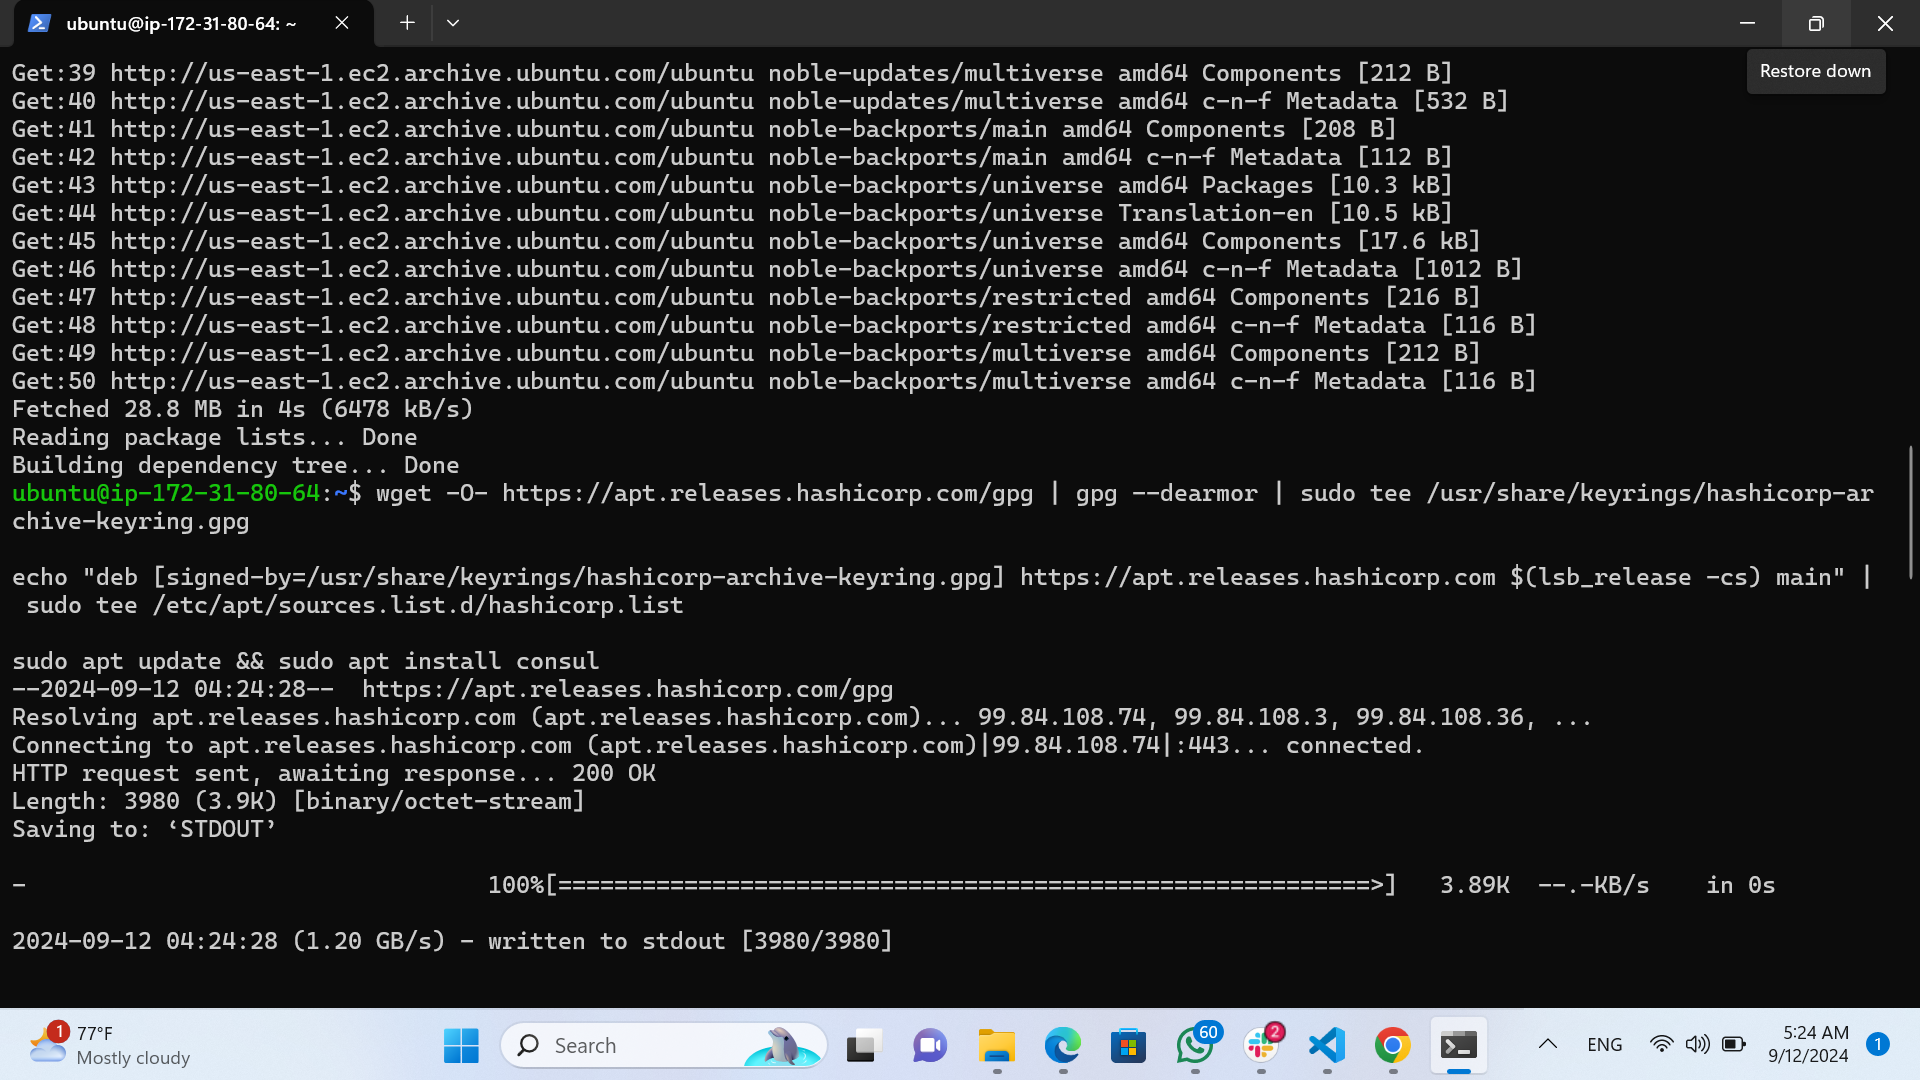 ubuntu@ip-172-31-80-64: ~
Restore down
Get:39 http://us-east-1.ec2.archive.ubuntu.com/ubuntu noble-updates/multiverse amd64 Components [212 B]
Get:40 http://us-east-1.ec2.archive.ubuntu.com/ubuntu noble-updates/multiverse amd64 c-n-f Metadata [532 B]
Get:41 http://us-east-1.ec2.archive.ubuntu.com/ubuntu noble-backports/main amd64 Components [208 B]
Get:42 http://us-east-1.ec2.archive.ubuntu.com/ubuntu noble-backports/main amd64 c-n-f Metadata [112 B]
Get:43 http://us-east-1.ec2.archive.ubuntu.com/ubuntu noble-backports/universe amd64 Packages [10.3 kB]
Get:44 http://us-east-1.ec2.archive.ubuntu.com/ubuntu noble-backports/universe Translation-en [10.5 kB]
Get:45 http://us-east-1.ec2.archive.ubuntu.com/ubuntu noble-backports/universe amd64 Components [17.6 kB]
Get:46 http://us-east-1.ec2.archive.ubuntu.com/ubuntu noble-backports/universe amd64 c-n-f Metadata [1012 B]
Get:47 http://us-east-1.ec2.archive.ubuntu.com/ubuntu noble-backports/restricted amd64 Components [216 B]
Get:48 http://us-east-1.ec2.archive.ubuntu.com/ubuntu noble-backports/restricted amd64 c-n-f Metadata [116 B]
Get:49 http://us-east-1.ec2.archive.ubuntu.com/ubuntu noble-backports/multiverse amd64 Components [212 B]
Get:50 http://us-east-1.ec2.archive.ubuntu.com/ubuntu noble-backports/multiverse amd64 c-n-f Metadata [116 B]
Fetched 28.8 MB in 4s (6478 kB/s)
Reading package lists... Done
Building dependency tree... Done
ubuntu@ip-172-31-80-64:~$ wget -O- https://apt.releases.hashicorp.com/gpg | gpg --dearmor | sudo tee /usr/share/keyrings/hashicorp-ar
chive-keyring.gpg
echo "deb [signed-by=/usr/share/keyrings/hashicorp-archive-keyring.gpg] https://apt.releases.hashicorp.com $(lsb_release -cs) main" |
sudo tee /etc/apt/sources.list.d/hashicorp.list
sudo apt update && sudo apt install consul
--2024-09-12 04:24:28--  https://apt.releases.hashicorp.com/gpg
Resolving apt.releases.hashicorp.com (apt.releases.hashicorp.com)... 99.84.108.74, 99.84.108.3, 99.84.108.36, ...
Connecting to apt.releases.hashicorp.com (apt.releases.hashicorp.com)|99.84.108.74|:443... connected.
HTTP request sent, awaiting response... 200 OK
Length: 3980 (3.9K) [binary/octet-stream]
Saving to: ‘STDOUT’
- 100%[==========================================================>] 3.89K --.-KB/s in 0s
2024-09-12 04:24:28 (1.20 GB/s) - written to stdout [3980/3980]
1
77°F
Mostly cloudy
Search
60
2
ENG
5:24 AM
9/12/2024
1